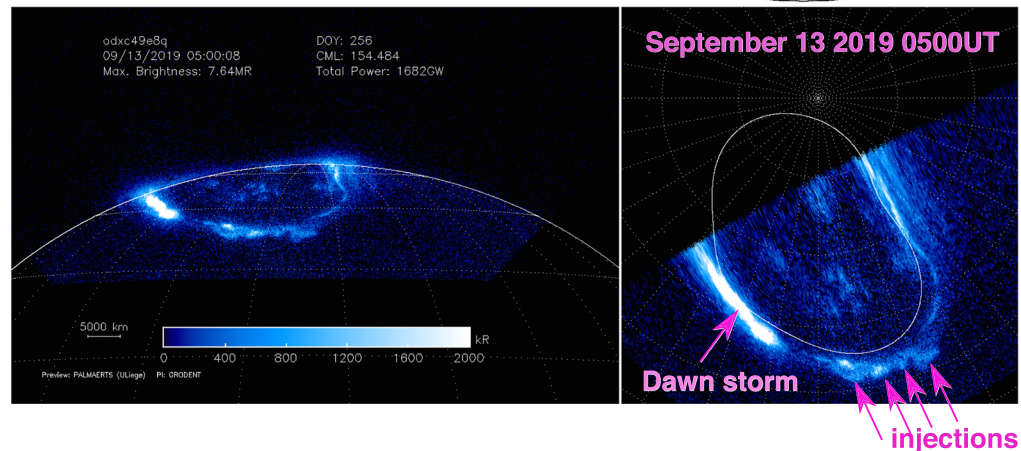 odxc49e8q
09/13/2019 05:00:08
Max. Brightness: 7.64MR
DOY: 256
CML: 154.484
Total Power: 1682GW
5000 km
kR
0 400 800 1200 1600 2000
Preview: PALMAERTS (ULiege) PI: GRODENT
September 13 2019 0500UT
Dawn storm
injections